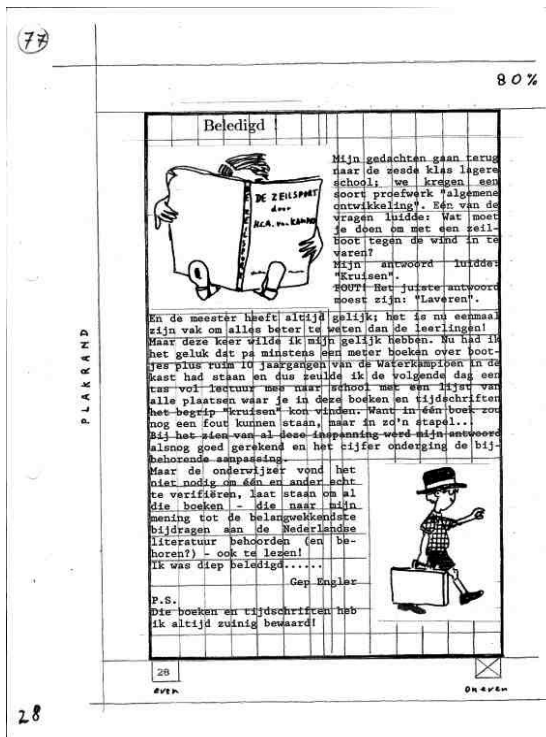 77
80%
Beledigd
DE ZEILSPORT
door
H.C.A. van KAMPEN
DE ZEILSPORT
Mijn gedachten gaan terug
naar de zesde klas lagere
school; we kregen een
soort proefwerk "algemene
ontwikkeling". Eén van de
vragen luidde: Wat moet
je doen om met een zeil-
boot tegen de wind in te
varen?
Mijn antwoord luidde:
"Kruisen".
FOUT! Het juiste antwoord
moest zijn: "Laveren".
En de meester heeft altijd gelijk; het is nu eenmaal
zijn vak om alles beter te weten dan de leerlingen!
Maar deze keer wilde ik mijn gelijk hebben. Nu had ik
het geluk dat pa minstens een meter boeken over boot-
jes plus ruim 10 jaargangen van de Waterkampioen in de
kast had staan en dus zeulde ik de volgende dag een
tas vol lectuur mee naar school met een lijst van
alle plaatsen waar je in deze boeken en tijdschriften
het begrip "kruisen" kon vinden. Want in één boek zou
nog een fout kunnen staan, maar in zo'n stapel...
Bij het zien van al deze inspanning werd mijn antwoord
alsnog goed gerekend en het cijfer onderging de bij-
behorende aanpassing.
Maar de onderwijzer vond het
niet nodig om één en ander echt
te verifiëren, laat staan om al
die boeken - die naar mijn
mening tot de belangwekkendste
bijdragen aan de Nederlandse
literatuur behoorden (en be-
horen?) - ook te lezen!
Ik was diep beledigd......
Gep Engler
P.S.
Die boeken en tijdschriften heb
ik altijd zuinig bewaard!
PLAKRAND
28
even
oneven
28